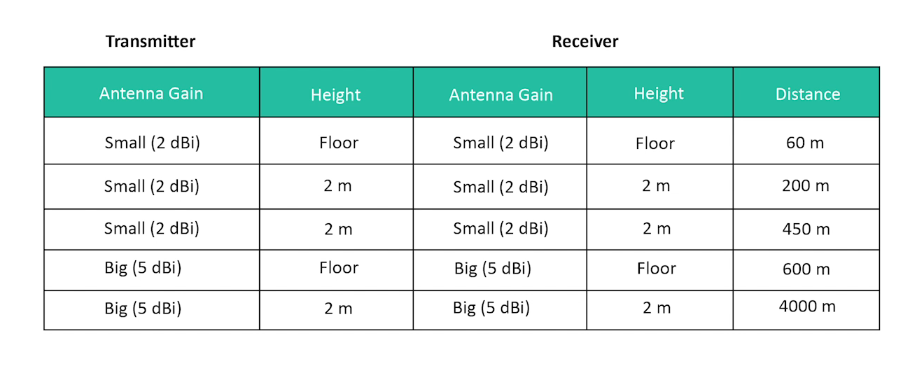 Transmitter Receiver
Antenna Gain Height Antenna Gain Height Distance
Small (2 dBi) Floor Small (2 dBi) Floor 60 m
Small (2 dBi) 2 m Small (2 dBi) 2 m 200 m
Small (2 dBi) 2 m Small (2 dBi) 2 m 450 m
Big (5 dBi) Floor Big (5 dBi) Floor 600 m
Big (5 dBi) 2 m Big (5 dBi) 2 m 4000 m